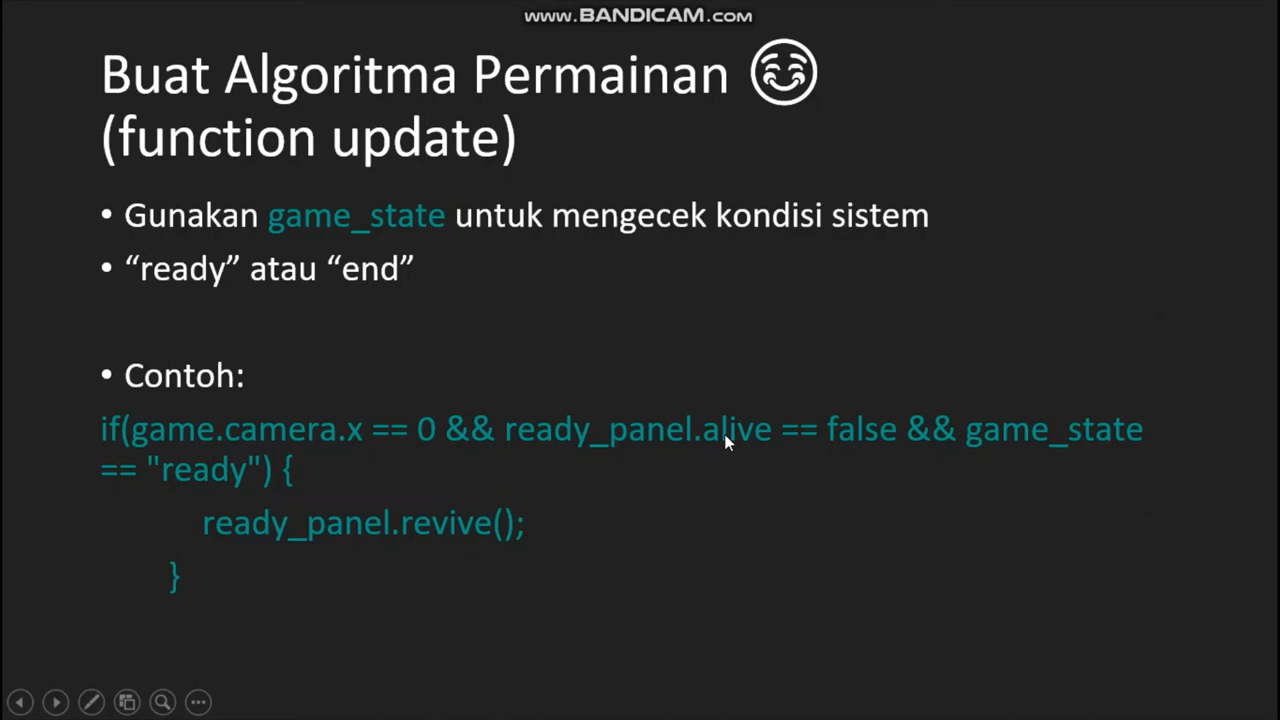 www.BANDICAM.com
Buat Algoritma Permainan 😊
(function update)
• Gunakan game_state untuk mengecek kondisi sistem
• “ready” atau “end”
• Contoh:
if(game.camera.x == 0 && ready_panel.alive == false && game_state
== "ready") {
ready_panel.revive();
}